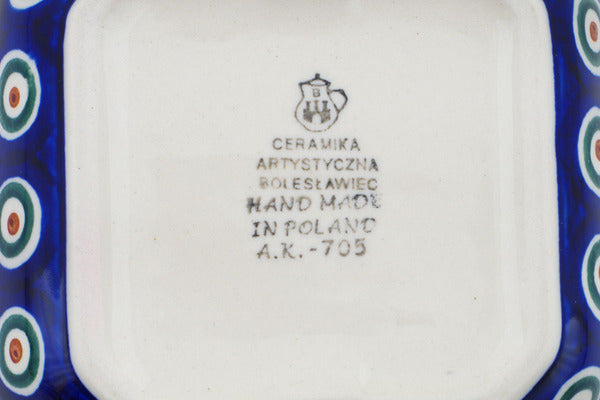 B
CERAMIKA
ARTYSTYCZNA
BOLESŁAWIEC
HAND MADE
IN POLAND
A.K.-705